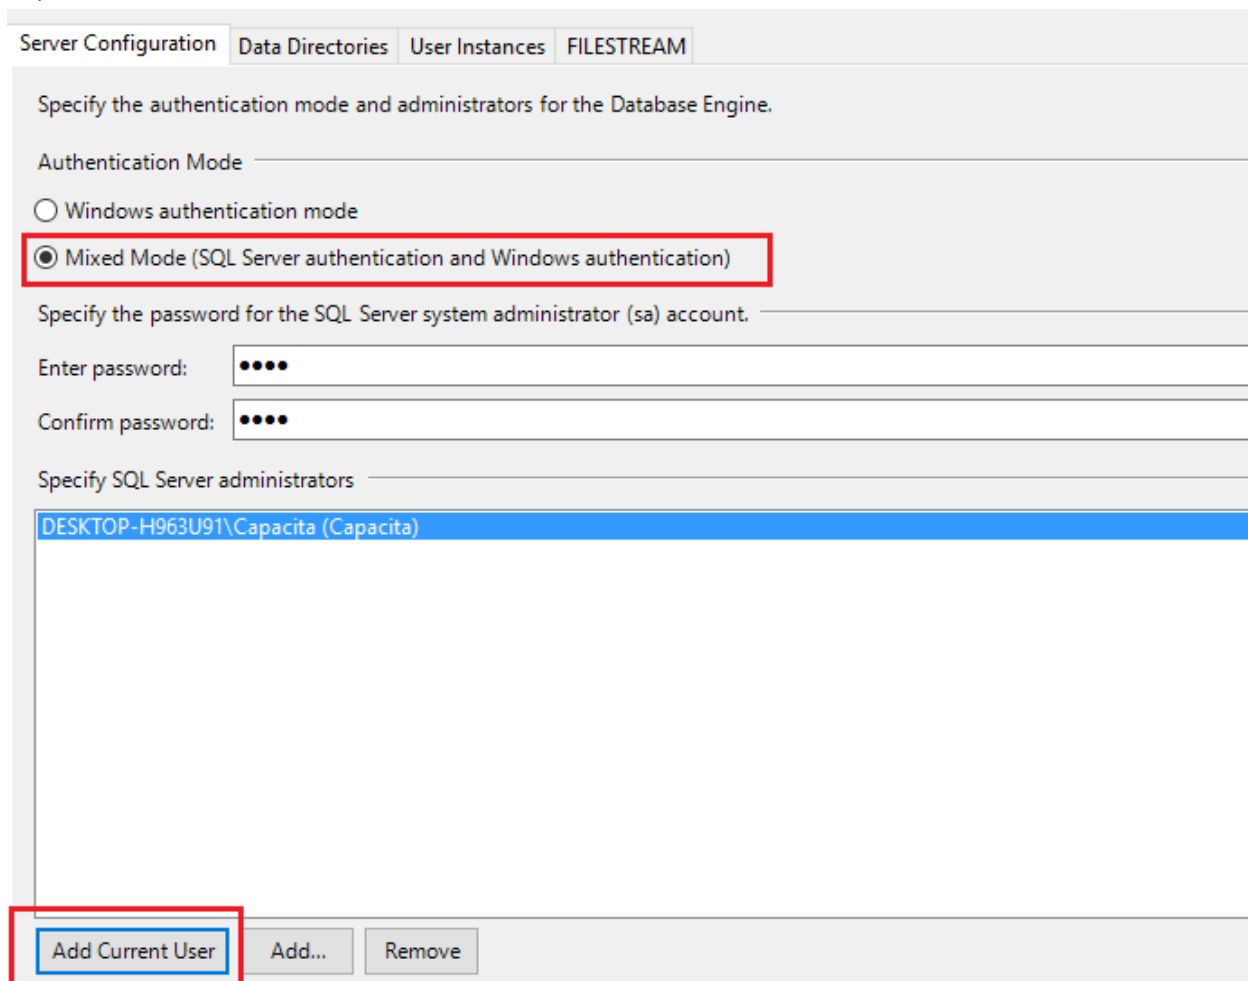 Server Configuration Data Directories User Instances FILESTREAM
Specify the authentication mode and administrators for the Database Engine.
Authentication Mode
Windows authentication mode
Mixed Mode (SQL Server authentication and Windows authentication)
Specify the password for the SQL Server system administrator (sa) account.
Enter password: ••••
Confirm password: ••••
Specify SQL Server administrators
DESKTOP-H963U91\Capacita (Capacita)
Add Current User Add... Remove